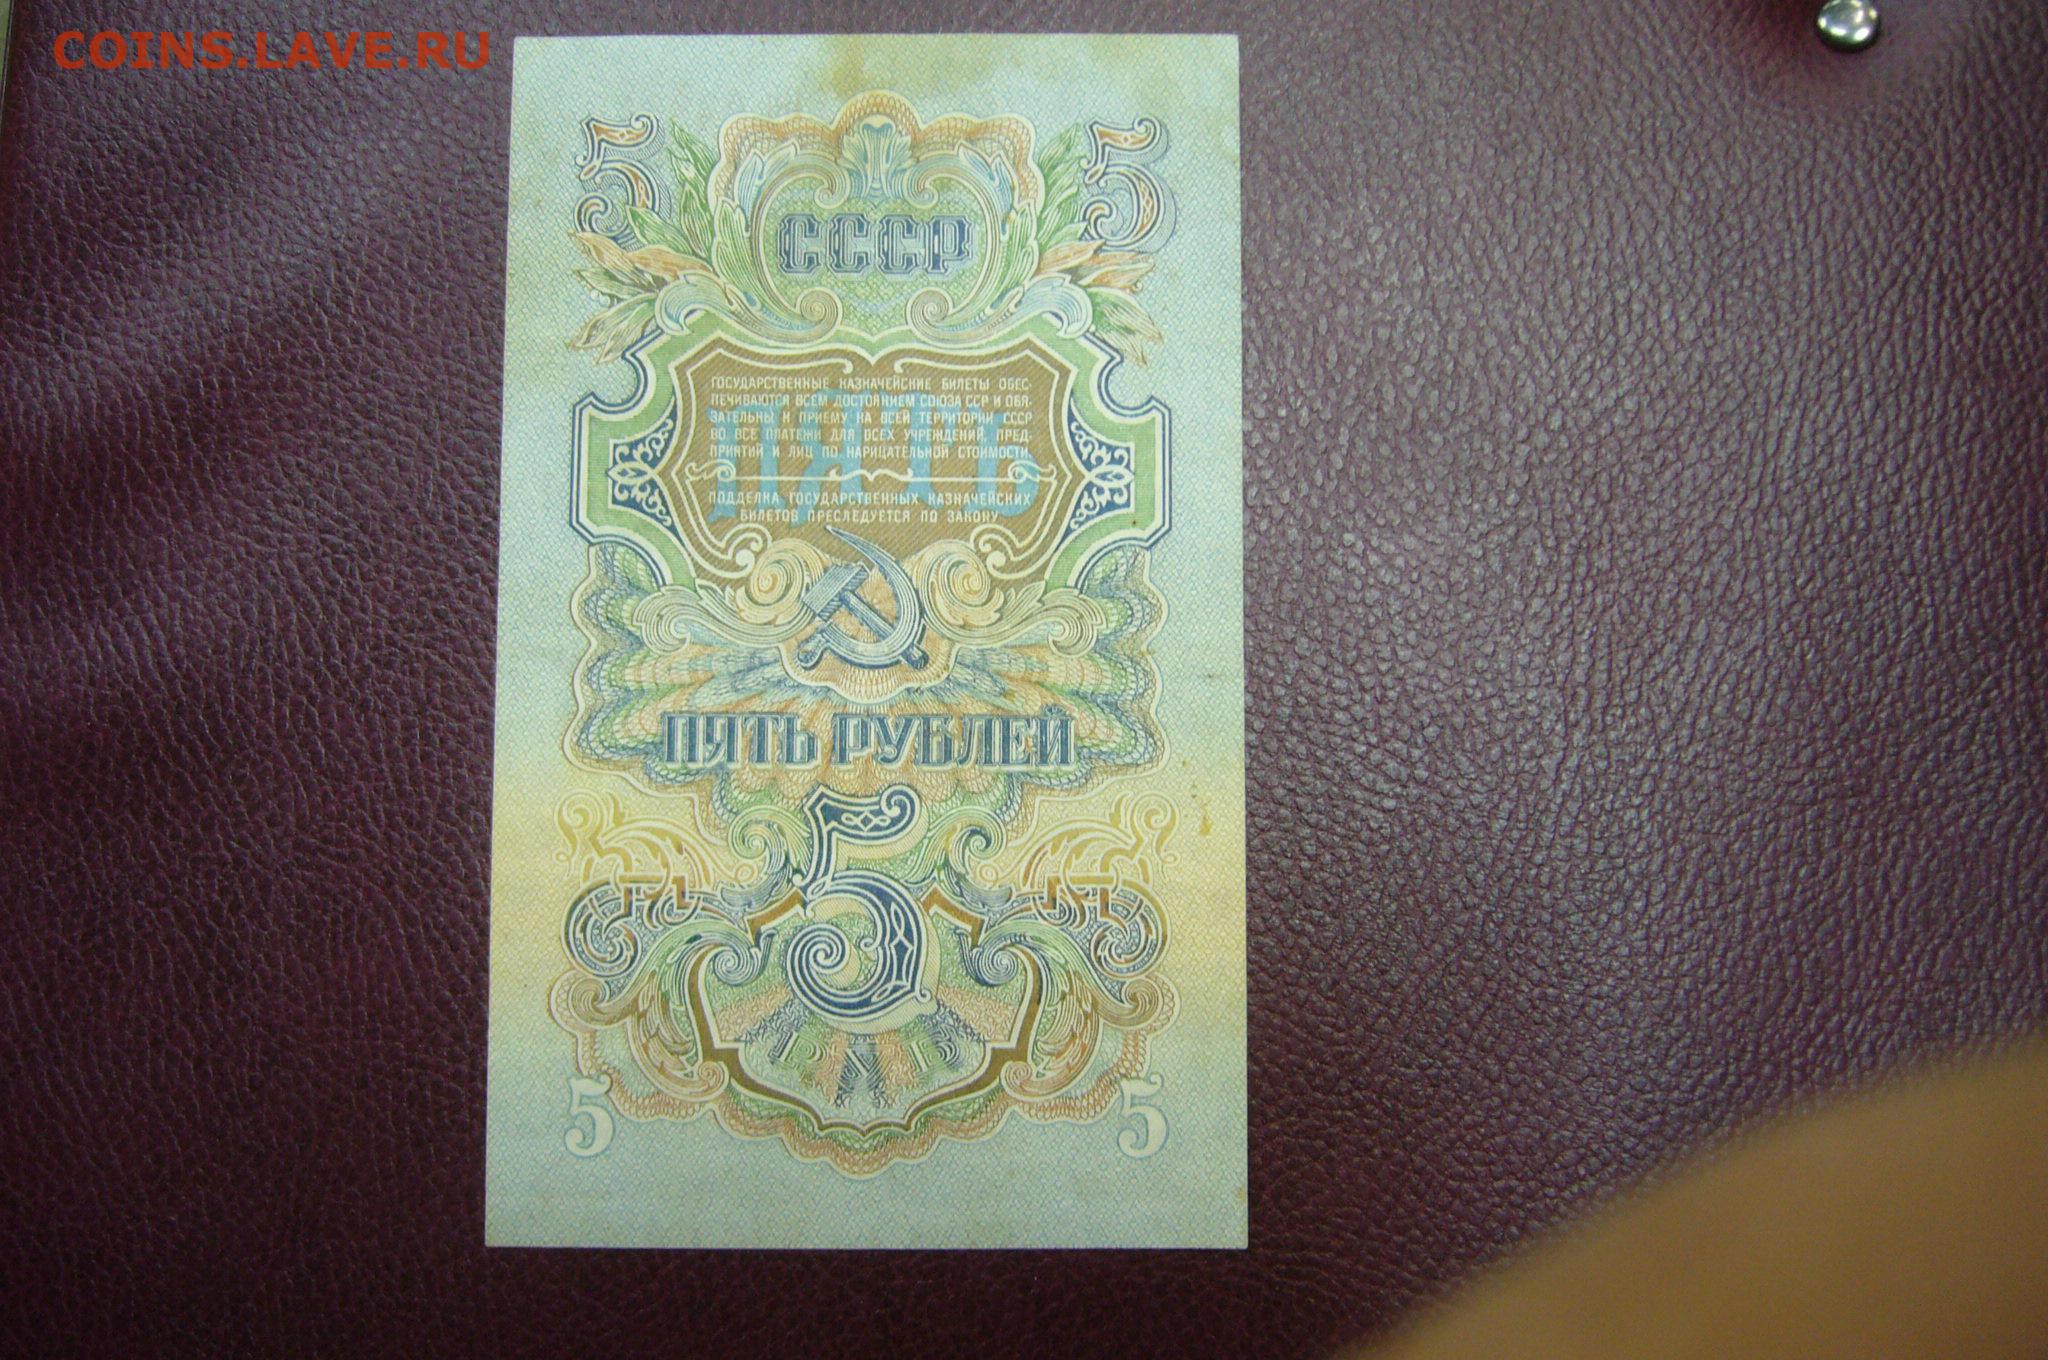 COINS.LAVE.RU
5 5
СССР
ГОСУДАРСТВЕННЫЕ КАЗНАЧЕЙСКИЕ БИЛЕТЫ ОБЕС-
ПЕЧИВАЮТСЯ ВСЕМ ДОСТОЯНИЕМ СОЮЗА ССР И ОБЯ-
ЗАТЕЛЬНЫ К ПРИЕМУ НА ВСЕЙ ТЕРРИТОРИИ СССР
ВО ВСЕ ПЛАТЕЖИ ДЛЯ ВСЕХ УЧРЕЖДЕНИЙ, ПРЕД-
ПРИЯТИЙ И ЛИЦ ПО НАРИЦАТЕЛЬНОЙ СТОИМОСТИ.
ПЯТЬ
ПОДДЕЛКА ГОСУДАРСТВЕННЫХ КАЗНАЧЕЙСКИХ
БИЛЕТОВ ПРЕСЛЕДУЕТСЯ ПО ЗАКОНУ
ПЯТЬ РУБЛЕЙ
5
5 5